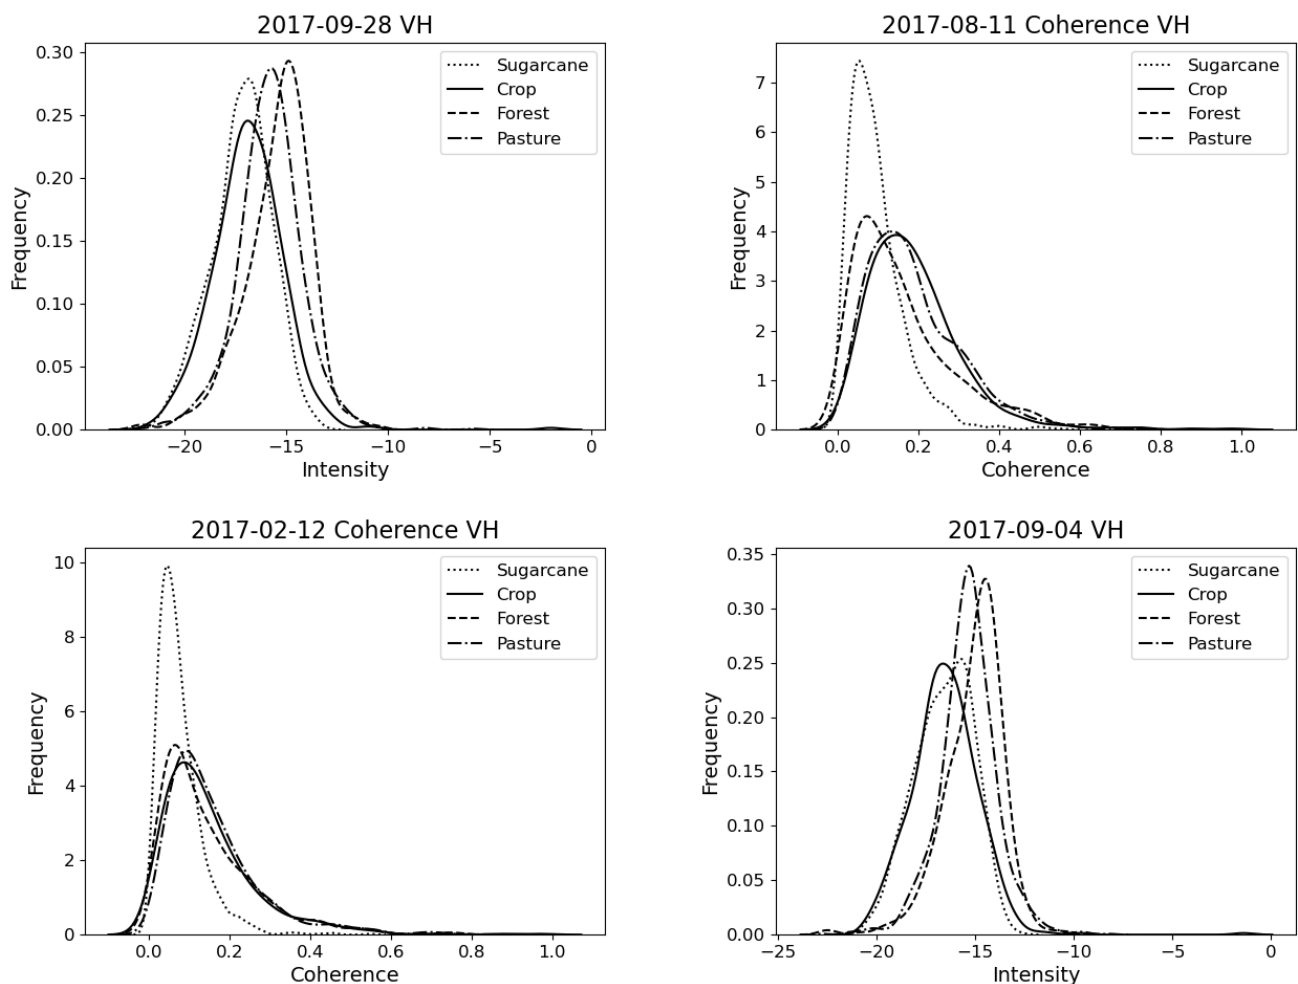 2017-09-28 VH
Frequency
0.30
0.25
0.20
0.15
0.10
0.05
0.00
Sugarcane
Crop
Forest
Pasture
−20 −15 −10 −5 0
Intensity
2017-08-11 Coherence VH
Frequency
7
6
5
4
3
2
1
0
Sugarcane
Crop
Forest
Pasture
0.0 0.2 0.4 0.6 0.8 1.0
Coherence
2017-02-12 Coherence VH
Frequency
10
8
6
4
2
0
Sugarcane
Crop
Forest
Pasture
0.0 0.2 0.4 0.6 0.8 1.0
Coherence
2017-09-04 VH
Frequency
0.35
0.30
0.25
0.20
0.15
0.10
0.05
0.00
Sugarcane
Crop
Forest
Pasture
−25 −20 −15 −10 −5 0
Intensity